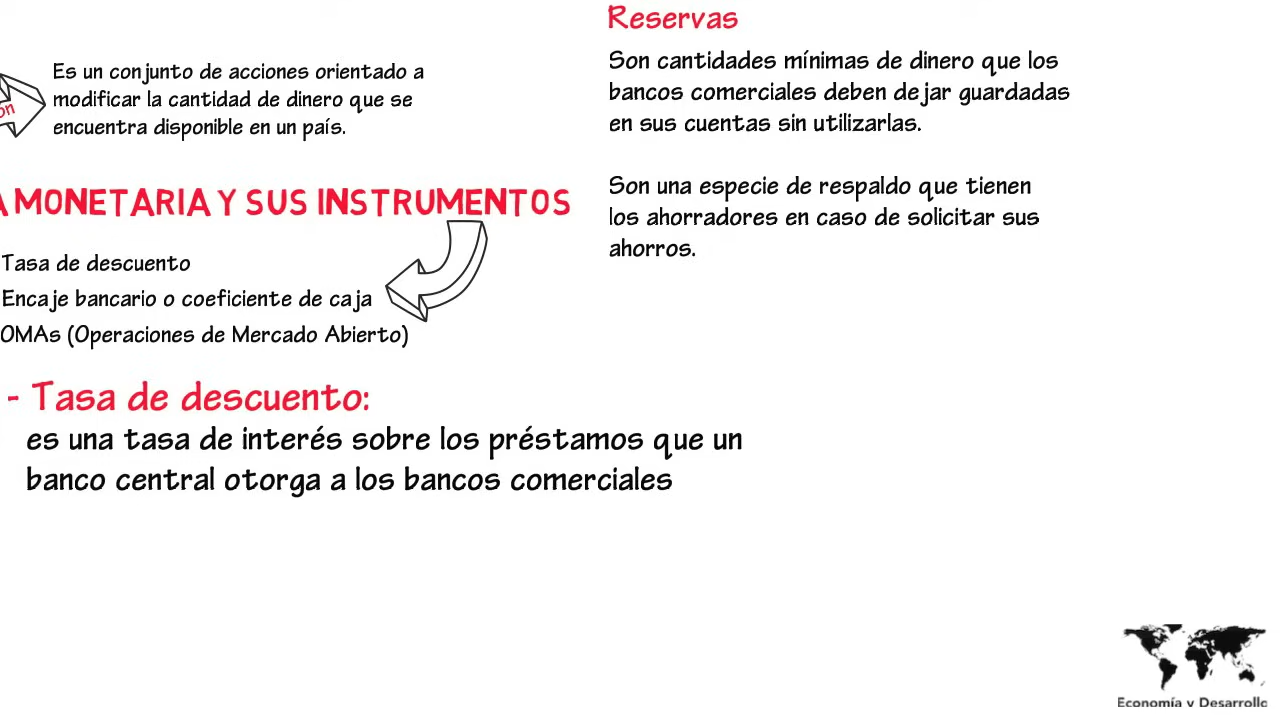 Reservas
Son cantidades mínimas de dinero que los
bancos comerciales deben dejar guardadas
en sus cuentas sin utilizarlas.
Son una especie de respaldo que tienen
los ahorradores en caso de solicitar sus
ahorros.
Es un conjunto de acciones orientado a
modificar la cantidad de dinero que se
encuentra disponible en un país.
A MONETARIA Y SUS INSTRUMENTOS
Tasa de descuento
Encaje bancario o coeficiente de caja
OMAs (Operaciones de Mercado Abierto)
- Tasa de descuento:
es una tasa de interés sobre los préstamos que un
banco central otorga a los bancos comerciales
Economía y Desarrollo